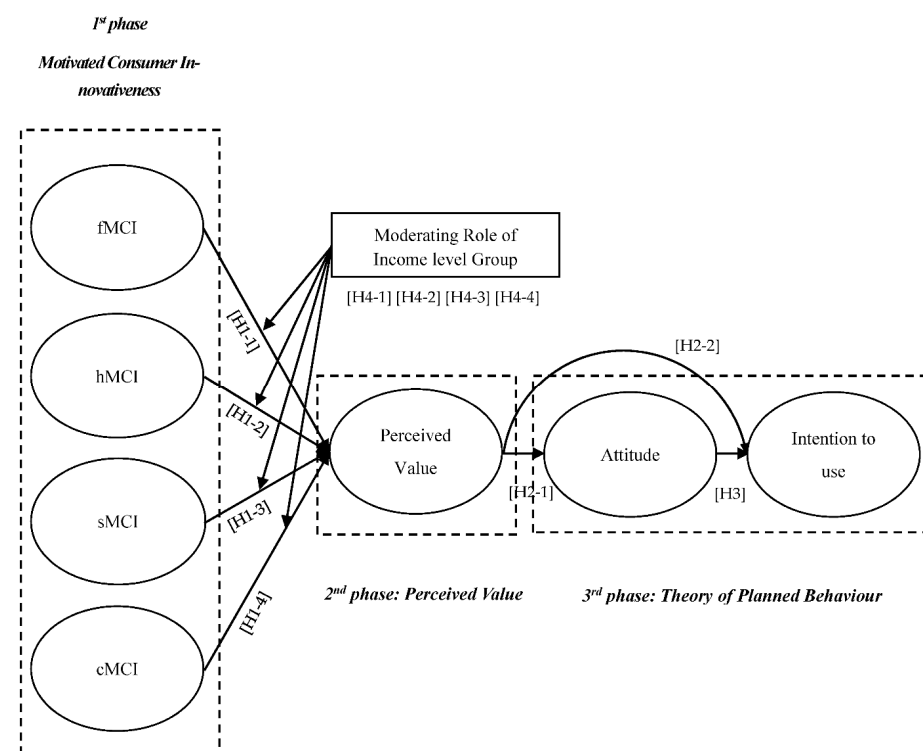 1st phase
Motivated Consumer In-
novativeness
fMCI
hMCI
sMCI
cMCI
Moderating Role of
Income level Group
[H4-1] [H4-2] [H4-3] [H4-4]
[H1-1]
[H1-2]
[H1-3]
[H1-4]
Perceived
Value
[H2-1]
[H2-2]
Attitude
[H3]
Intention to
use
2nd phase: Perceived Value
3rd phase: Theory of Planned Behaviour